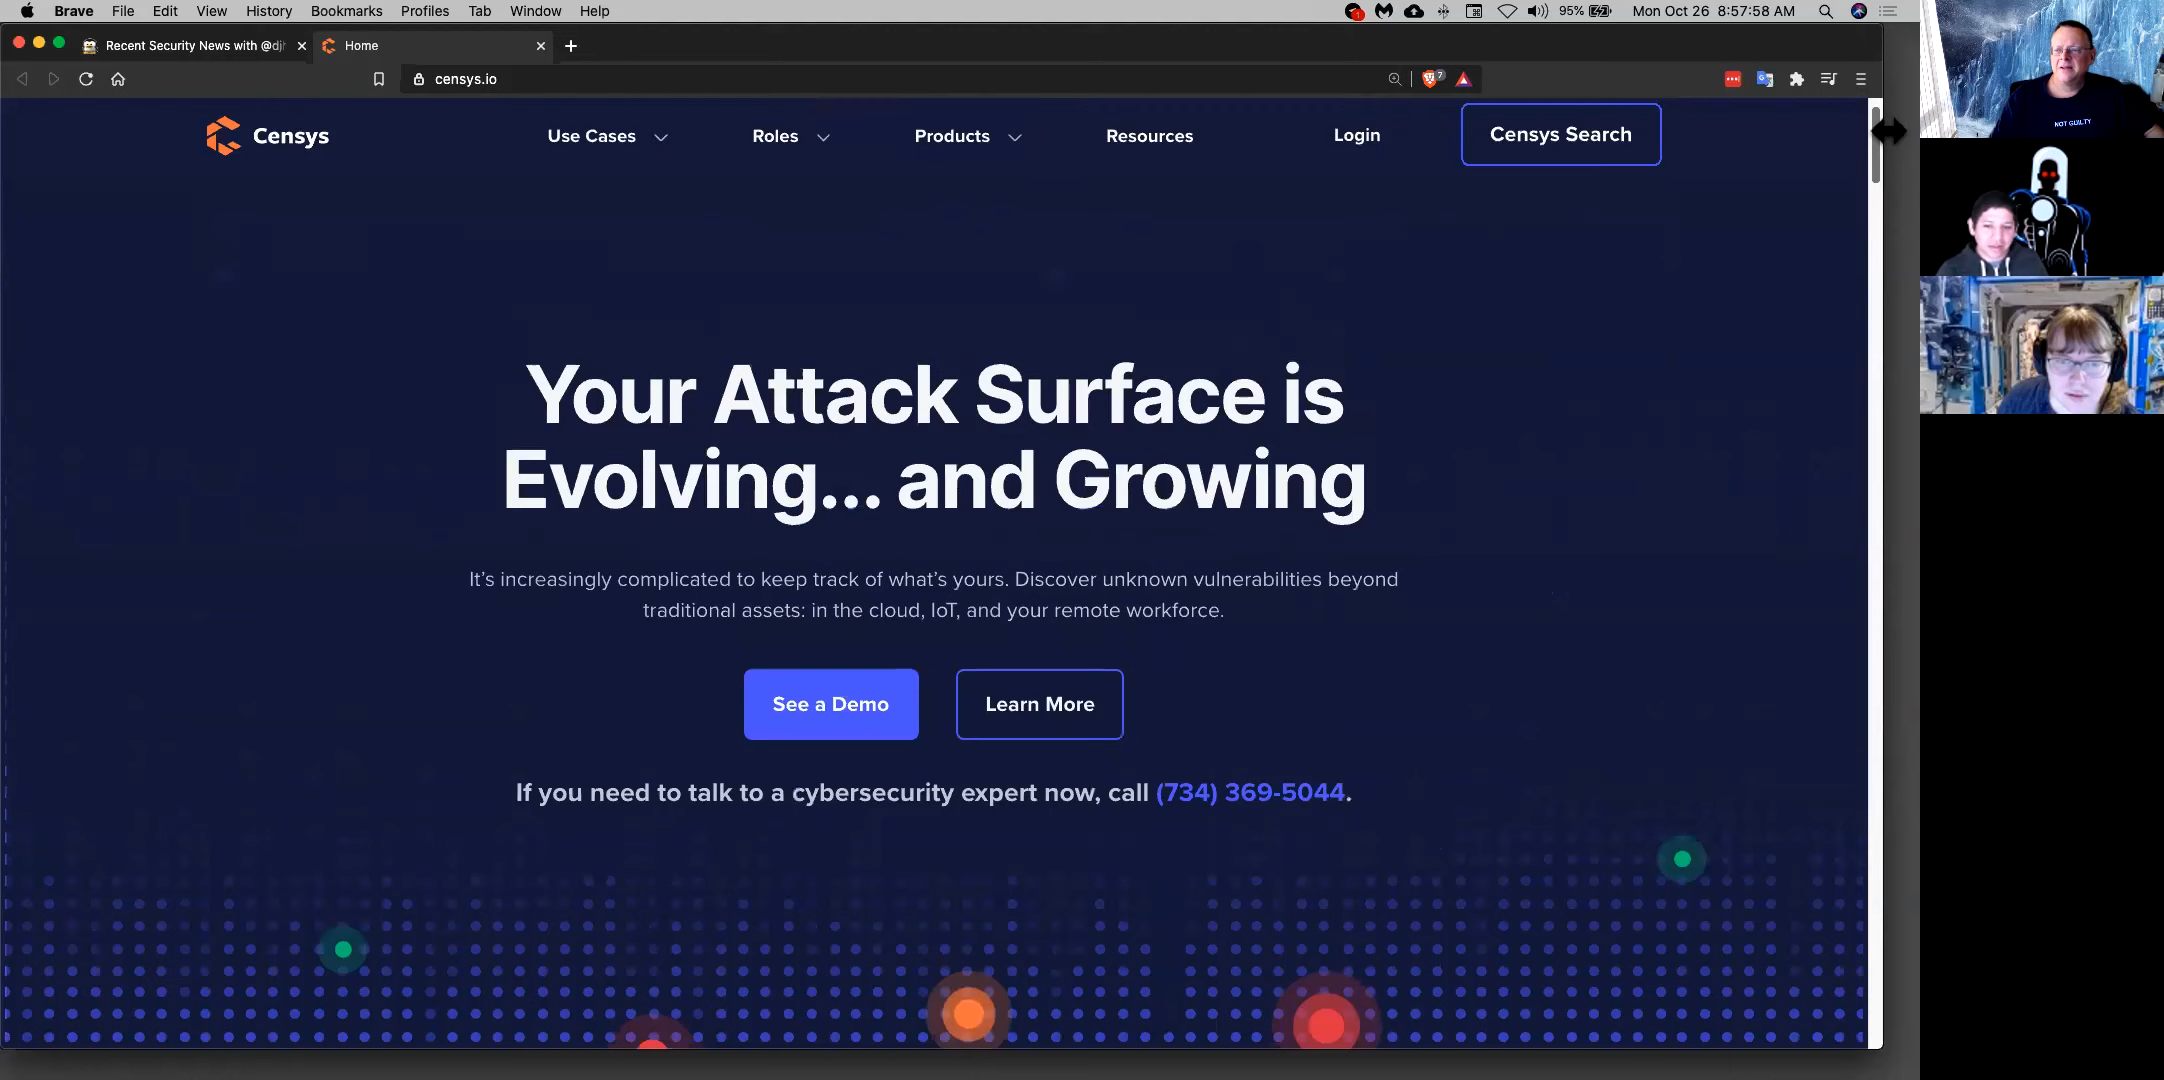 Brave File Edit View History Bookmarks Profiles Tab Window Help 95% Mon Oct 26 8:57:58 AM
Recent Security News with @djh Home
censys.io 7
Censys Use Cases Roles Products Resources Login Censys Search
NOT GUILTY
Your Attack Surface is
Evolving... and Growing
It's increasingly complicated to keep track of what's yours. Discover unknown vulnerabilities beyond
traditional assets: in the cloud, IoT, and your remote workforce.
See a Demo Learn More
If you need to talk to a cybersecurity expert now, call (734) 369-5044.